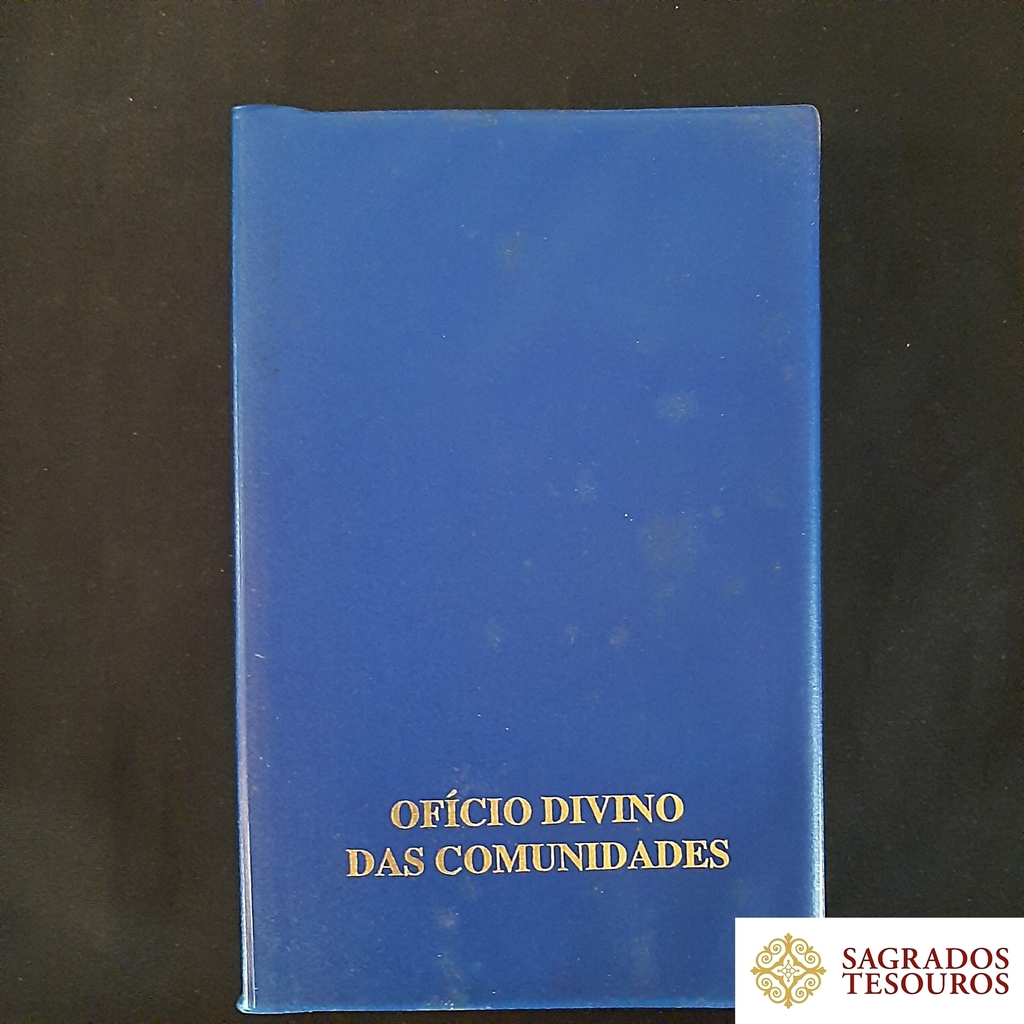 OFÍCIO DIVINO
DAS COMUNIDADES
SAGRADOS
TESOUROS